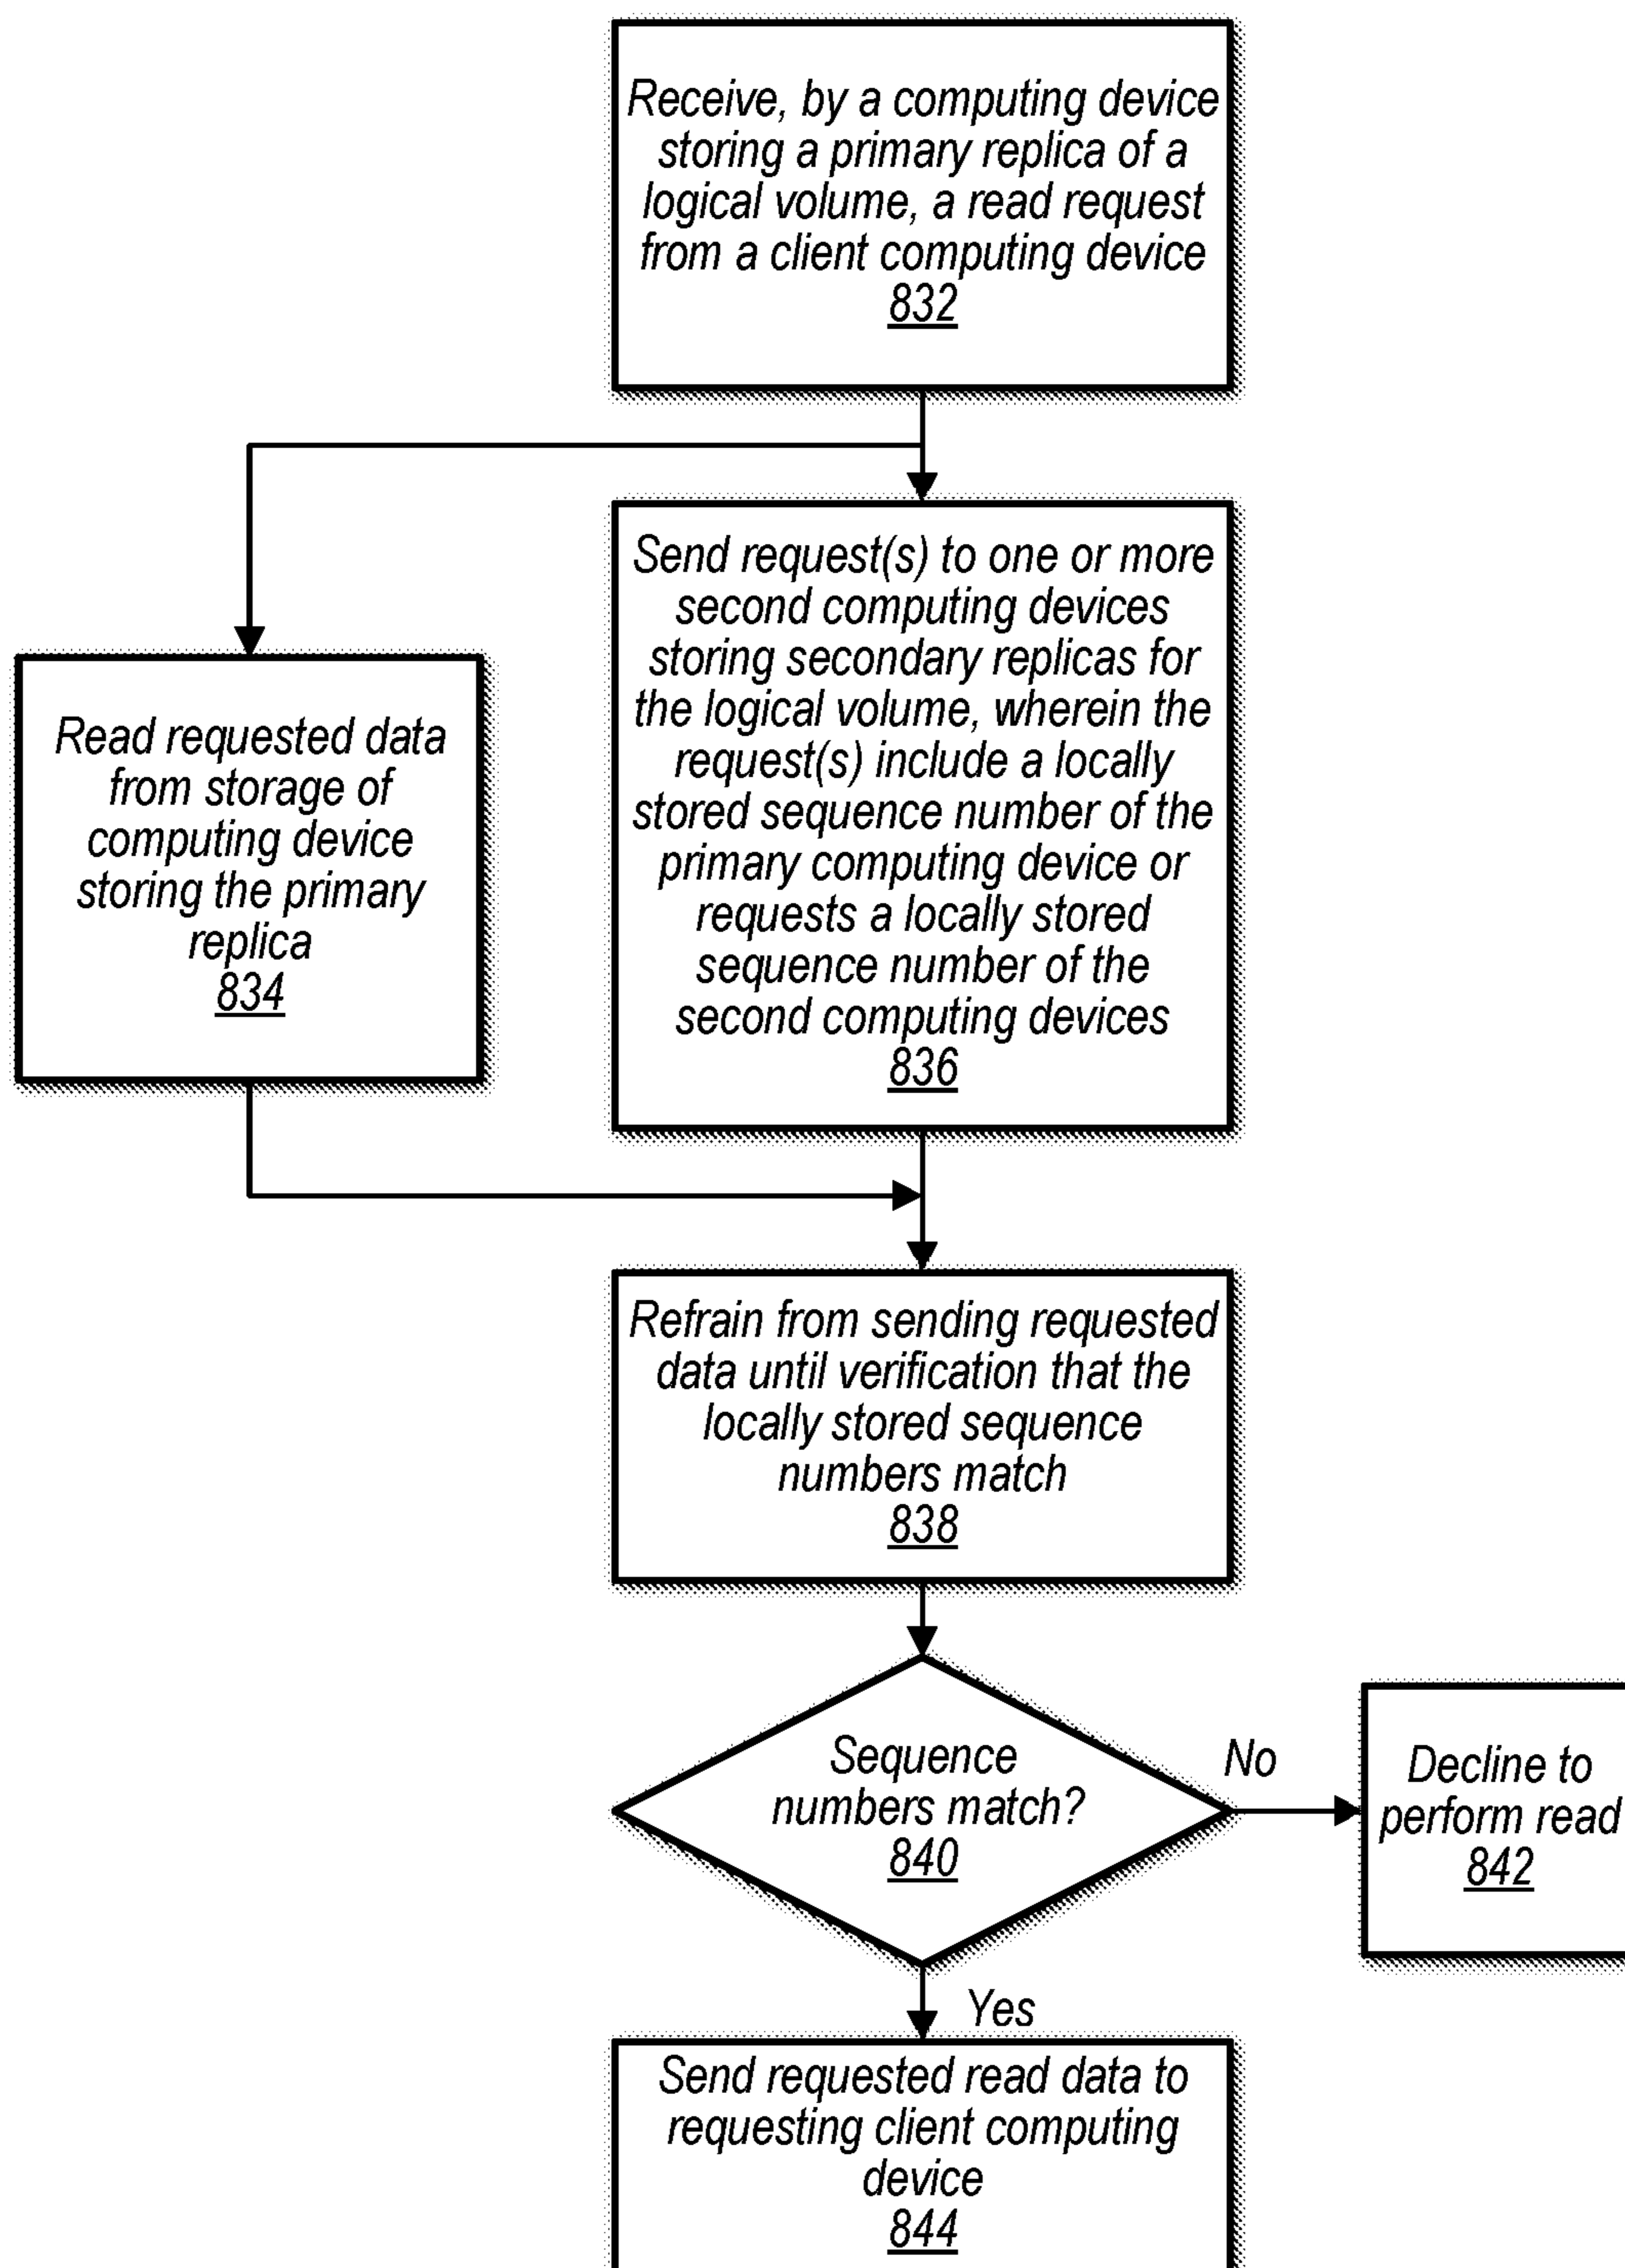 Receive, by a computing device
storing a primary replica of a
logical volume, a read request
from a client computing device
832
Read requested data
from storage of
computing device
storing the primary
replica
834
Send request(s) to one or more
second computing devices
storing secondary replicas for
the logical volume, wherein the
request(s) include a locally
stored sequence number of the
primary computing device or
requests a locally stored
sequence number of the
second computing devices
836
Refrain from sending requested
data until verification that the
locally stored sequence
numbers match
838
Sequence
numbers match?
840
No
Decline to
perform read
842
Yes
Send requested read data to
requesting client computing
device
844